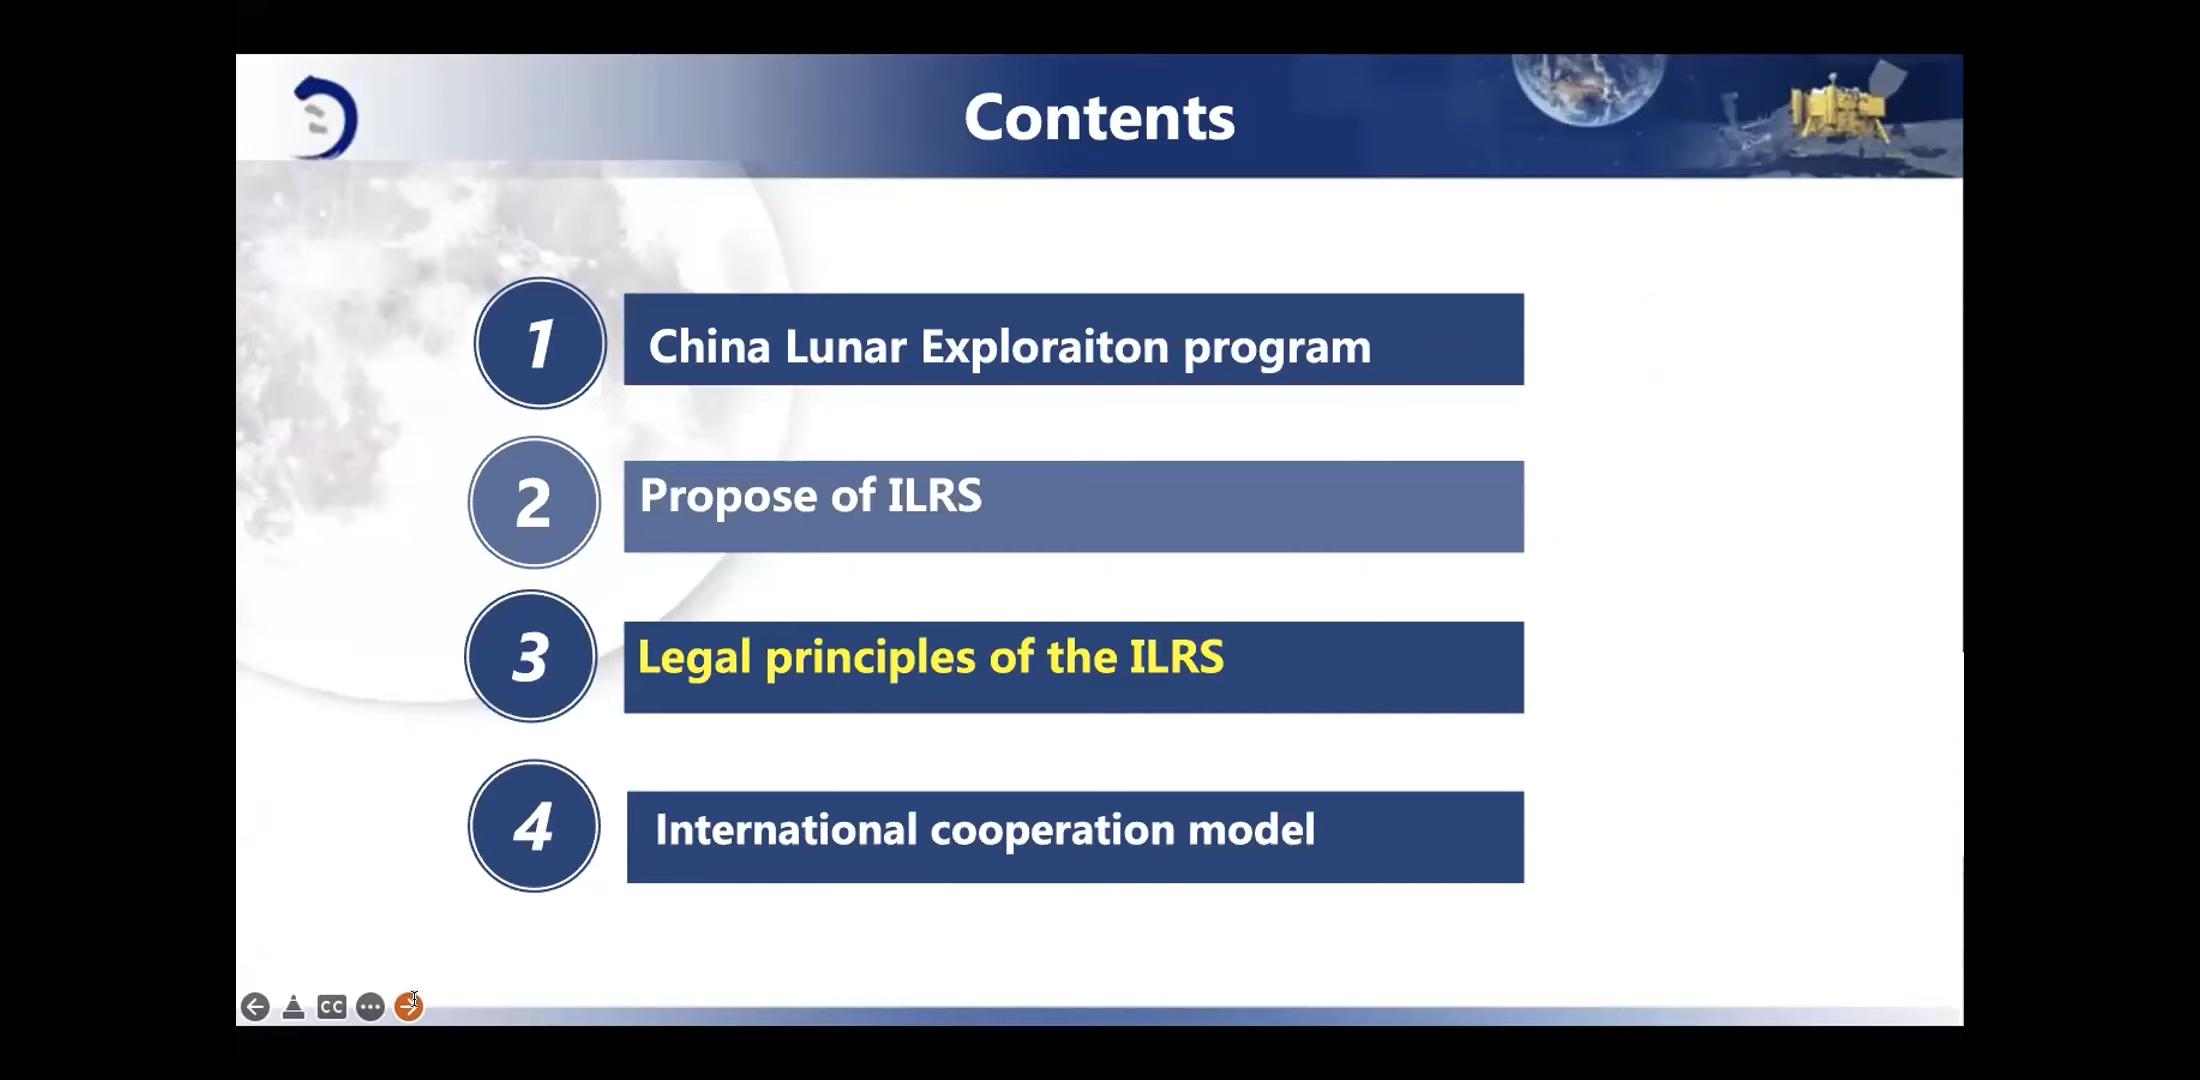 Contents
1
China Lunar Exploraiton program
2
Propose of ILRS
3
Legal principles of the ILRS
4
International cooperation model
CC